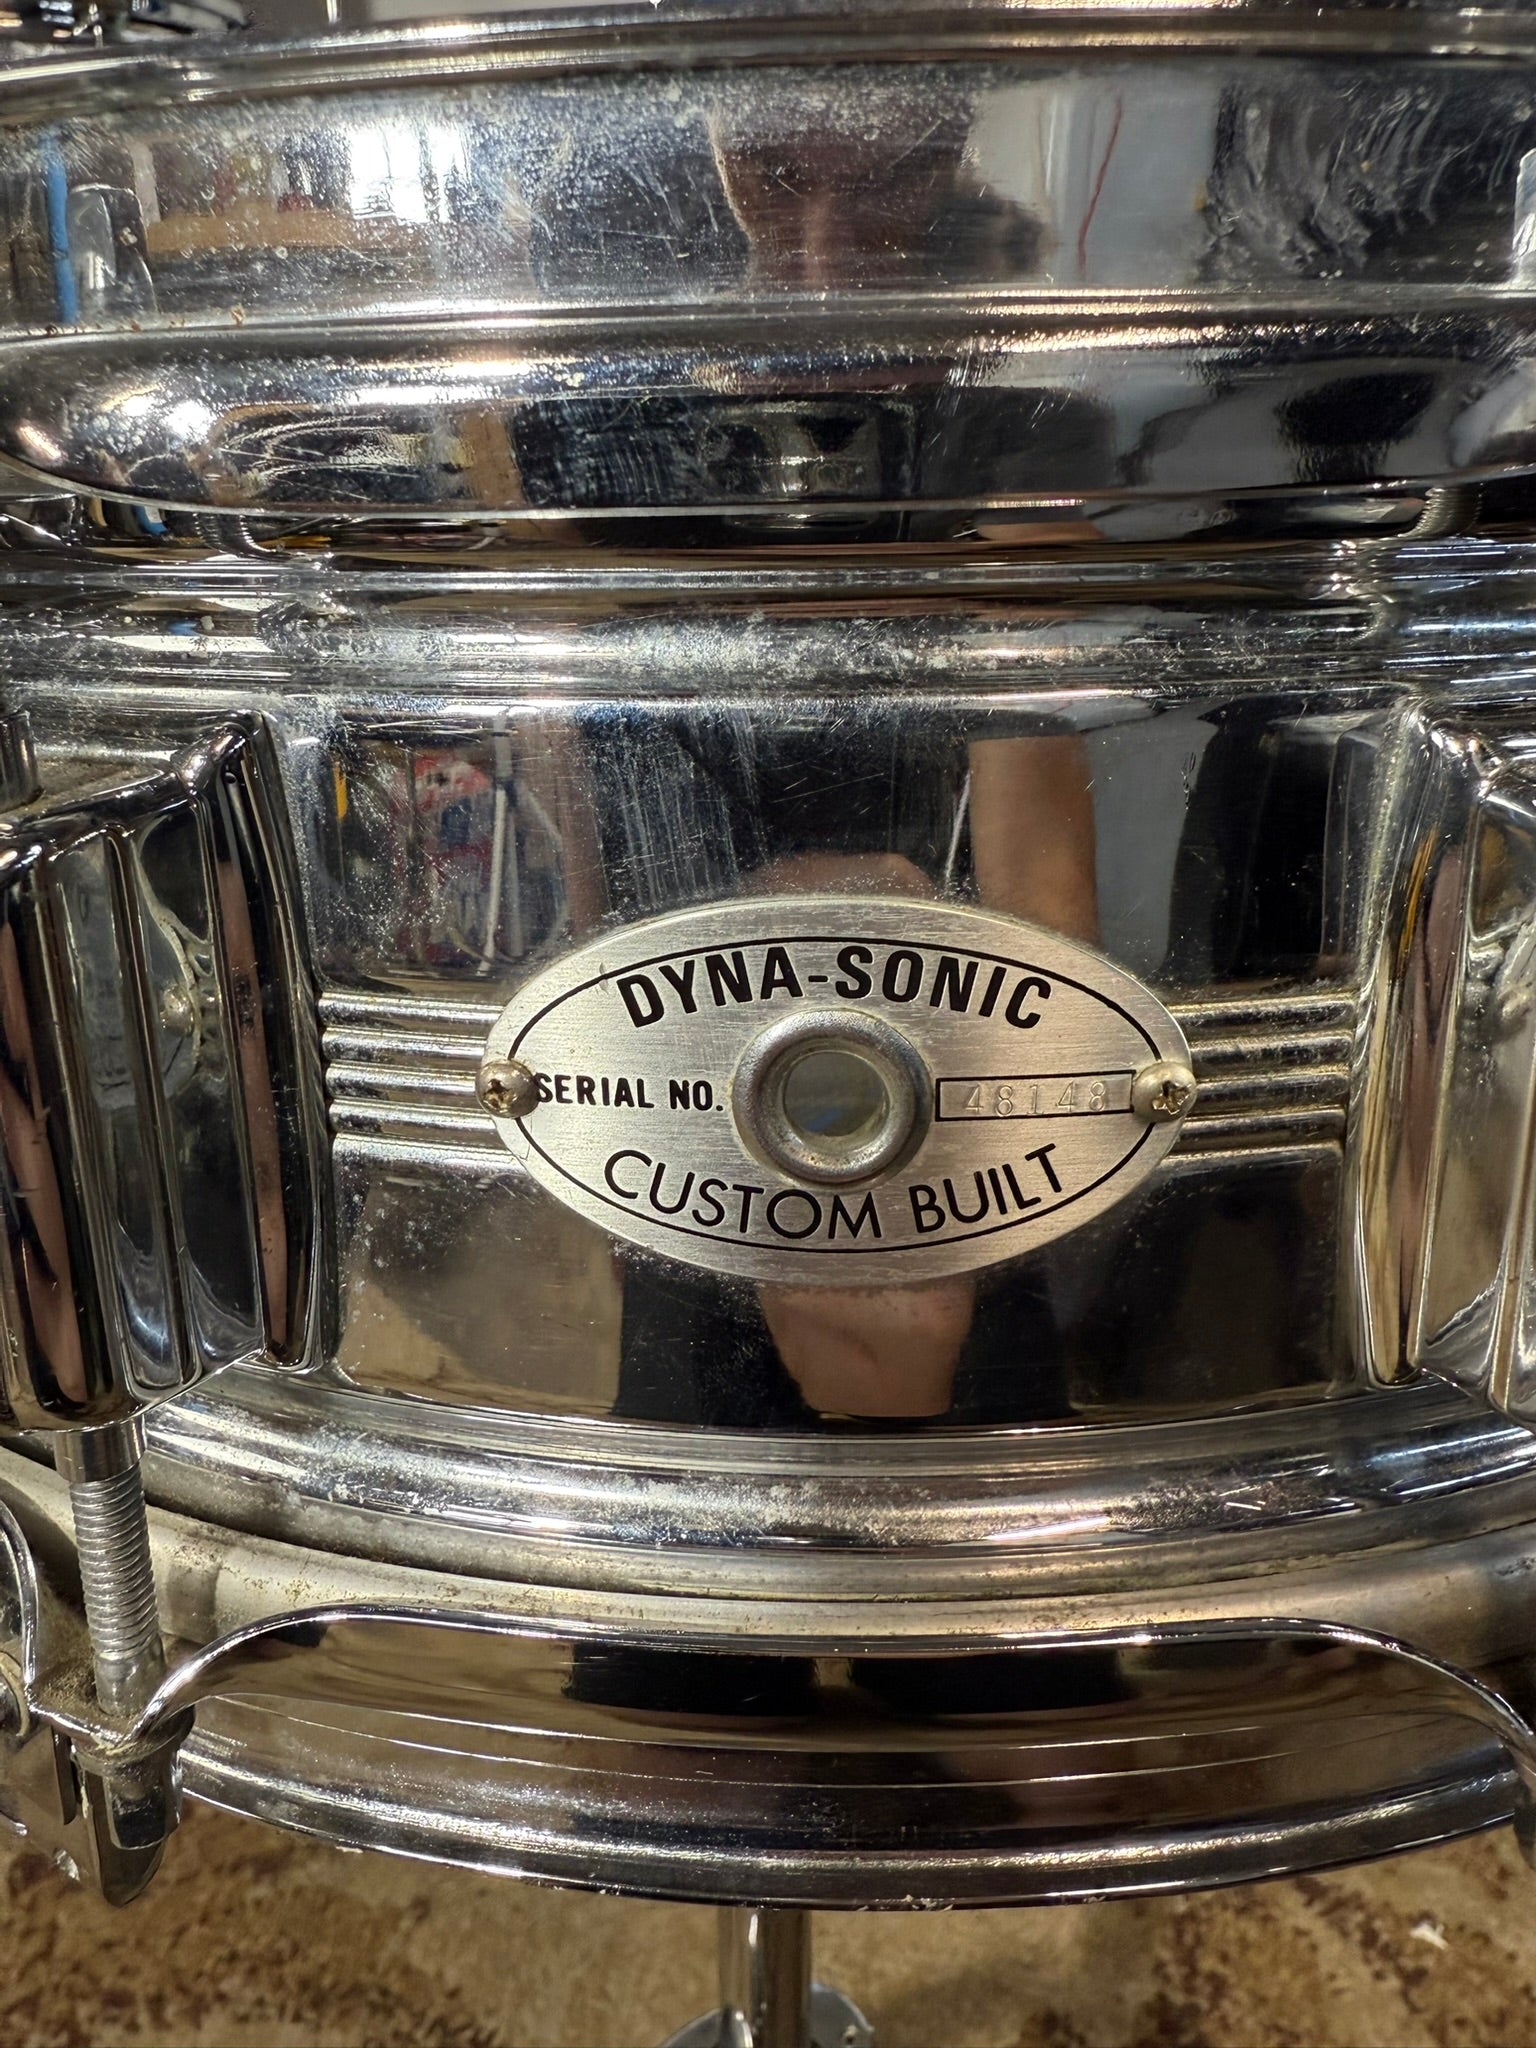 DYNA-SONIC
SERIAL NO. 48148
CUSTOM BUILT